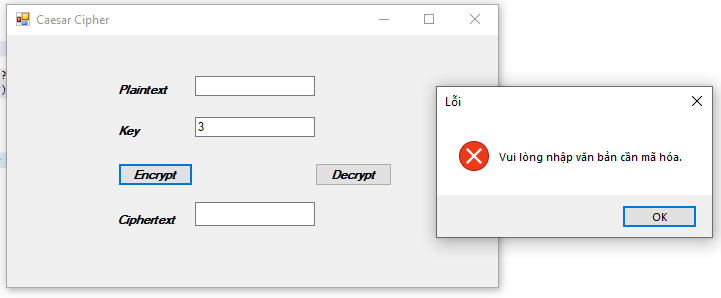 Caesar Cipher
Plaintext
Key 3
Encrypt Decrypt
Ciphertext
Lỗi
Vui lòng nhập văn bản cần mã hóa.
OK
?
)